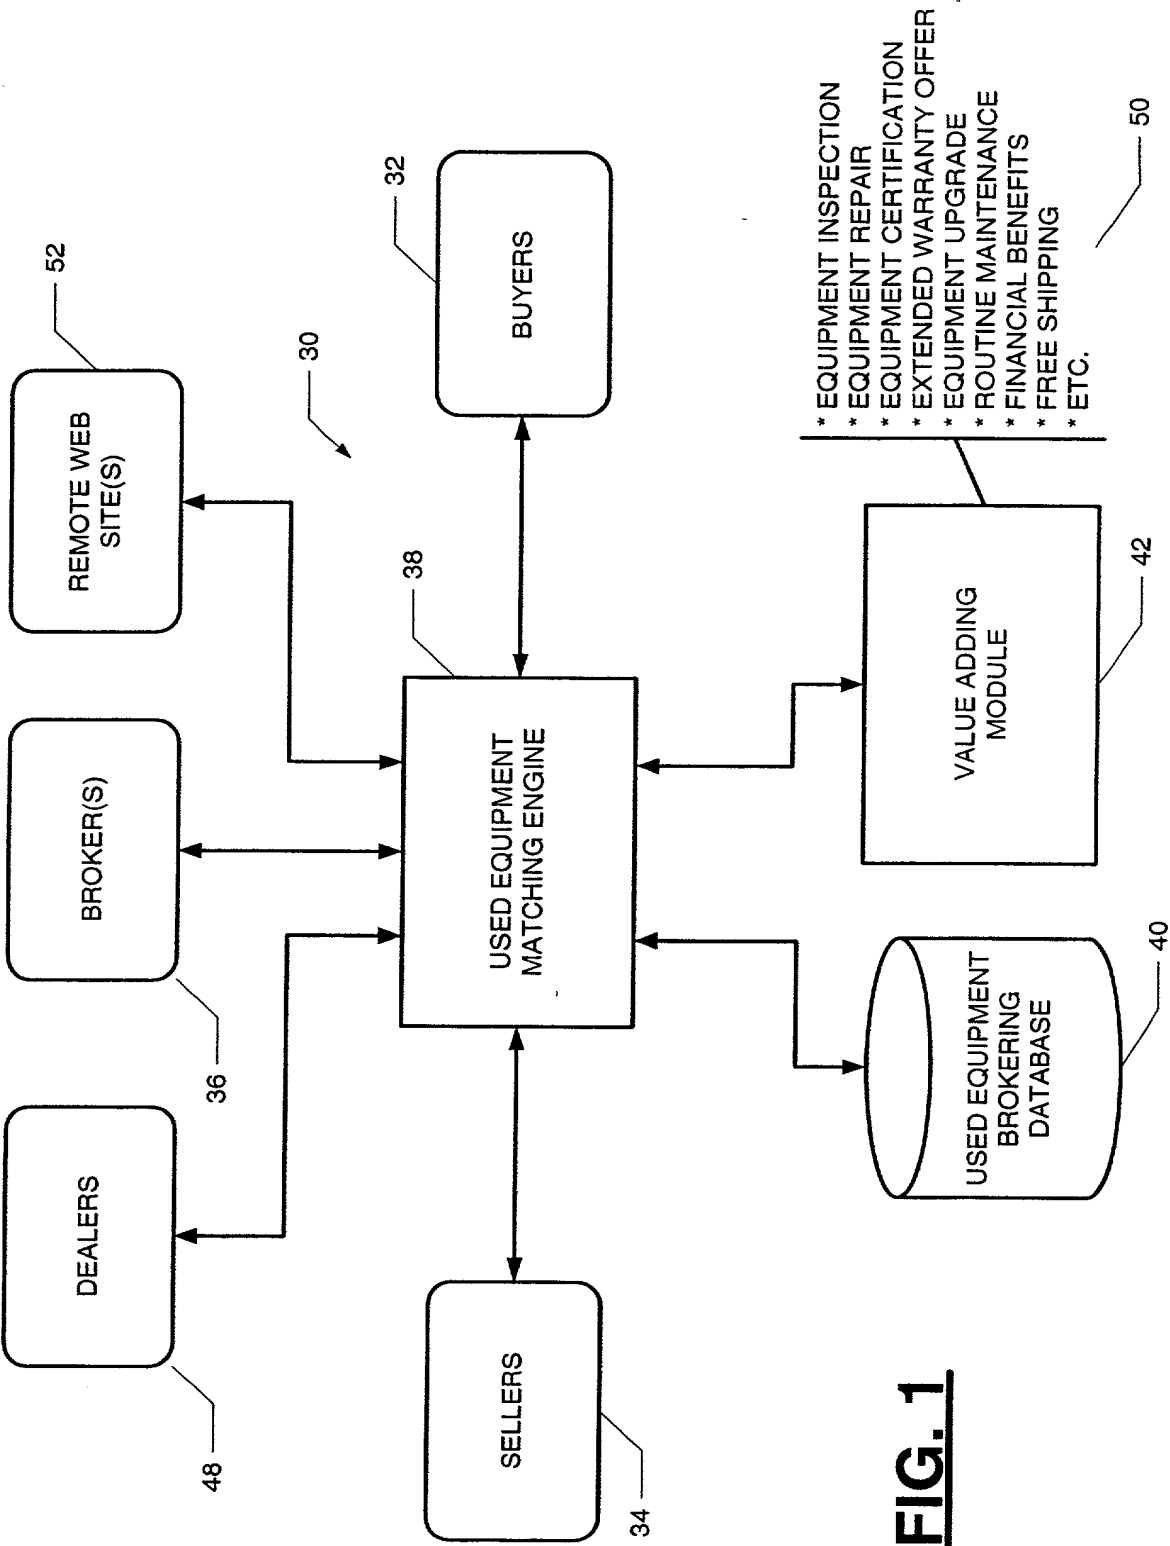 DEALERS
48
BROKER(S)
36
REMOTE WEB
SITE(S)
52
30
SELLERS
34
USED EQUIPMENT
MATCHING ENGINE
38
BUYERS
32
USED EQUIPMENT
BROKERING
DATABASE
40
VALUE ADDING
MODULE
42
* EQUIPMENT INSPECTION
* EQUIPMENT REPAIR
* EQUIPMENT CERTIFICATION
* EXTENDED WARRANTY OFFER
* EQUIPMENT UPGRADE
* ROUTINE MAINTENANCE
* FINANCIAL BENEFITS
* FREE SHIPPING
* ETC.
50
FIG. 1